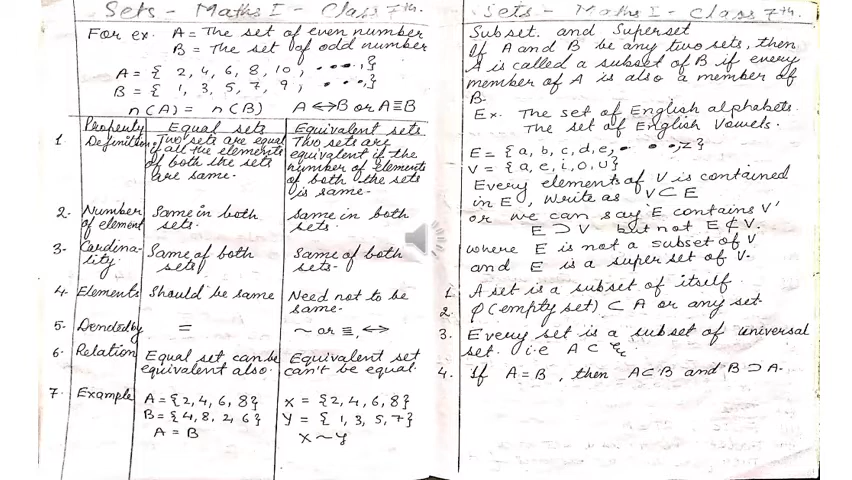 Sets - Maths I - Class 7th.
For ex. A = The set of even number
B = The set of odd number
A = { 2, 4, 6, 8, 10, ....,}
B = { 1, 3, 5, 7, 9, ....,}
n(A) = n(B) A ⟷ B or A ≡ B
Property Equal sets Equivalent sets
1. Definition. Two sets are equal Two sets are
if all the elements equivalent if the
of both the sets number of elements
are same. of both the sets
is same.
2. Number Same in both same in both
of element sets. sets.
3. Cardina- Same of both Same of both
lity sets sets.
4. Elements Should be same Need not to be
same.
5. Denoted by = ~ or ≡, ⟷
6. Relation Equal set can be Equivalent set
equivalent also. can't be equal.
7. Example A = {2,4,6,8} X = {2,4,6,8}
B = {4,8,2,6} Y = {1,3,5,7}
A = B X ~ Y
Sets - Maths I - Class 7th.
Subset and Superset
If A and B be any two sets, then
A is called a subset of B if every
member of A is also a member of
B.
Ex. The set of English alphabets.
The set of English Vowels.
E = {a, b, c, d, e, . . . , z}
V = {a, e, i, o, u}
Every elements of V is contained
in E, write as V ⊂ E
or we can say 'E contains V'
E ⊃ V but not E ⊄ V.
where E is not a subset of V
and E is a super set of V.
1. A set is a subset of itself.
2. ϕ (empty set) ⊂ A or any set.
3. Every set is a subset of universal
set. i.e A ⊂ ξ.
4. If A = B, then A ⊂ B and B ⊃ A.